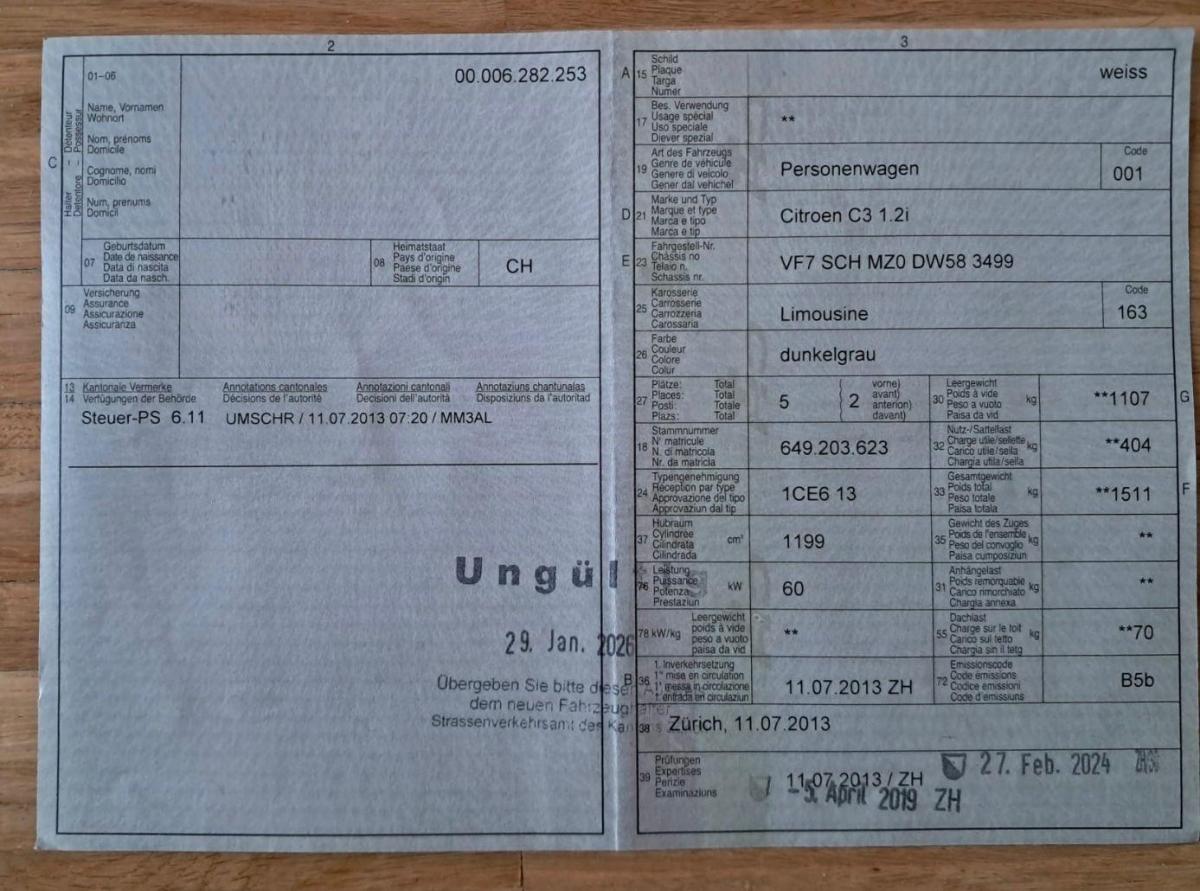 2
01-06
00.006.282.253
C
Halter – Détenteur
Detentore – Possessur
Name, Vornamen
Wohnort
Nom, prénoms
Domicile
Cognome, nomi
Domicilio
Num, prenums
Domicil
07
Geburtsdatum
Date de naissance
Data di nascita
Data da nasch.
08
Heimatstaat
Pays d'origine
Paese d'origine
Stadi d'origin
CH
09
Versicherung
Assurance
Assicurazione
Assicuranza
13 Kantonale Vermerke Annotations cantonales Annotazioni cantonali Annotaziuns chantunalas
14 Verfügungen der Behörde Décisions de l'autorité Decisioni dell'autorità Disposiziuns da l'autoritad
Steuer-PS 6.11 UMSCHR / 11.07.2013 07:20 / MM3AL
Ungül
29. Jan. 2026
Übergeben Sie bitte diesen
dem neuen Fahrzeughalter
Strassenverkehrsamt des Kan
3
A 15
Schild
Plaque
Targa
Numer
weiss
17
Bes. Verwendung
Usage spécial
Uso speciale
Diever spezial
**
19
Art des Fahrzeugs
Genre de véhicule
Genere di veicolo
Gener dal vehichel
Personenwagen
Code
001
D 21
Marke und Typ
Marque et type
Marca e tipo
Marca e tip
Citroen C3 1.2i
E 23
Fahrgestell-Nr.
Châssis no
Telaio n.
Schassis nr.
VF7 SCH MZ0 DW58 3499
25
Karosserie
Carrosserie
Carrozzeria
Carossaria
Limousine
Code
163
26
Farbe
Couleur
Colore
Colur
dunkelgrau
27
Plätze: Total
Places: Total
Posti: Totale
Plazs: Total
5
2
vorne)
avant)
anteriori)
davant)
30
Leergewicht
Poids à vide
Peso a vuoto
Paisa da vid
kg
**1107
G
18
Stammnummer
N° matricule
N. di matricola
Nr. da matricla
649.203.623
32
Nutz-/Sattellast
Charge utile/sellette
Carico utile/sella
Chargia utila/sella
kg
**404
24
Typengenehmigung
Réception par type
Approvazione del tipo
Approvaziun dal tip
1CE6 13
33
Gesamtgewicht
Poids total
Peso totale
Paisa totala
kg
**1511
F
37
Hubraum
Cylindrée
Cilindrata
Cilindrada
cm³
1199
35
Gewicht des Zuges
Poids de l'ensemble
Peso del convoglio
Paisa cumposiziun
kg
**
76
Leistung
Puissance
Potenza
Prestaziun
kW
60
31
Anhängelast
Poids remorquable
Carico rimorchiato
Chargia annexa
kg
**
78 kW/kg
Leergewicht
poids à vide
peso a vuoto
paisa da vid
**
55
Dachlast
Charge sur le toit
Carico sul tetto
Chargia sin il tetg
kg
**70
B 36
1. Inverkehrsetzung
1re mise en circulation
1a messa in circolazione
1. entrada en circulaziun
11.07.2013 ZH
72
Emissionscode
Code émissions
Codice emissioni
Code d'emissiuns
B5b
38
Zürich, 11.07.2013
39
Prüfungen
Expertises
Perizie
Examinaziuns
11.07.2013 / ZH
27. Feb. 2024
-5. April 2019 ZH